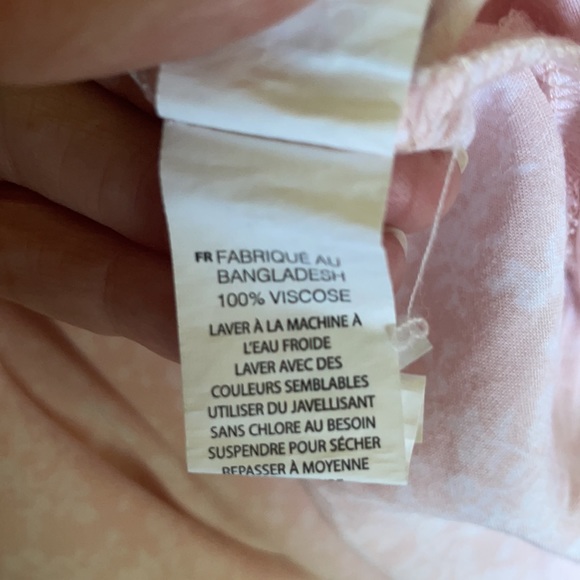 FR FABRIQUÉ AU
BANGLADESH
100% VISCOSE
LAVER À LA MACHINE À
L'EAU FROIDE
LAVER AVEC DES
COULEURS SEMBLABLES
UTILISER DU JAVELLISANT
SANS CHLORE AU BESOIN
SUSPENDRE POUR SÉCHER
REPASSER À MOYENNE